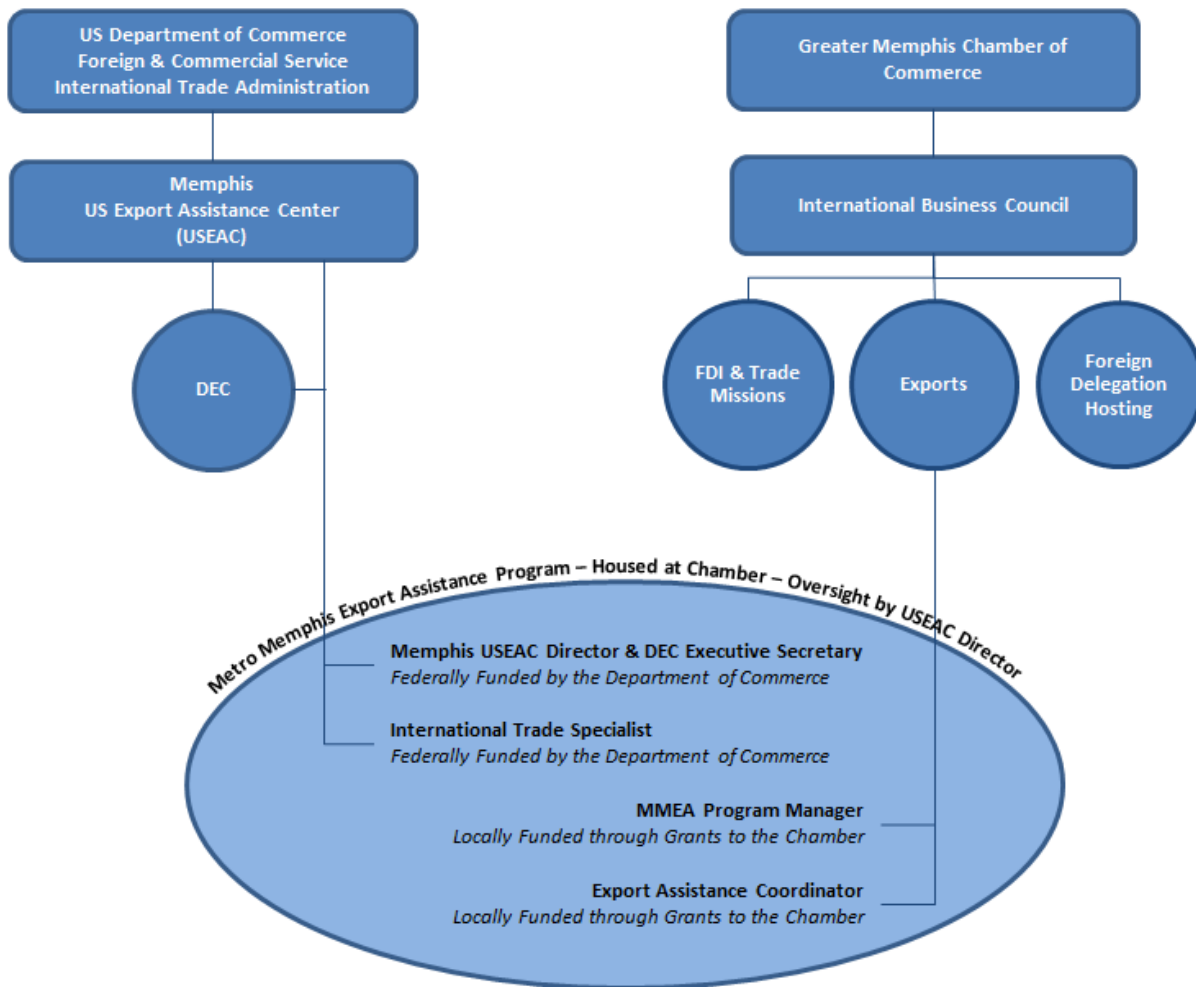 US Department of Commerce
Foreign & Commercial Service
International Trade Administration
Greater Memphis Chamber of
Commerce
Memphis
US Export Assistance Center
(USEAC)
International Business Council
DEC
FDI & Trade
Missions
Exports
Foreign
Delegation
Hosting
Metro Memphis Export Assistance Program – Housed at Chamber – Oversight by USEAC Director
Memphis USEAC Director & DEC Executive Secretary
Federally Funded by the Department of Commerce
International Trade Specialist
Federally Funded by the Department of Commerce
MMEA Program Manager
Locally Funded through Grants to the Chamber
Export Assistance Coordinator
Locally Funded through Grants to the Chamber